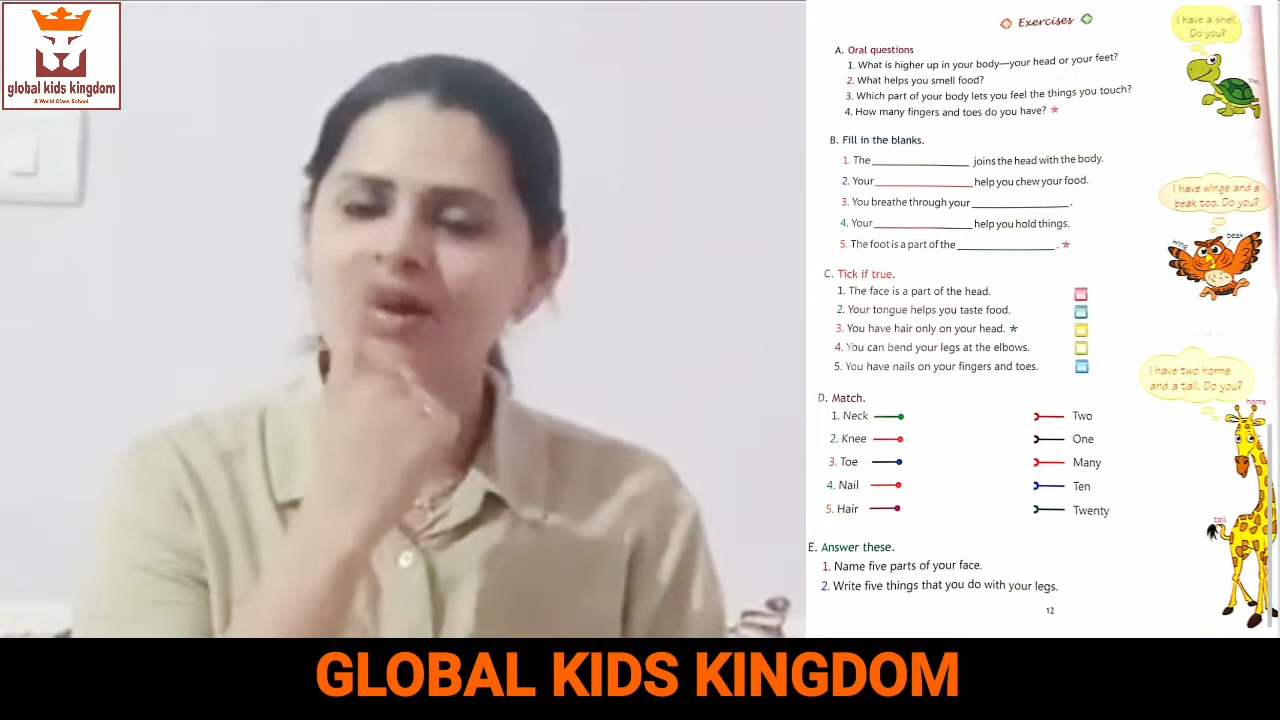 global kids kingdom
A World Class School
Exercises
A. Oral questions
1. What is higher up in your body—your head or your feet?
2. What helps you smell food?
3. Which part of your body lets you feel the things you touch?
4. How many fingers and toes do you have? *
B. Fill in the blanks.
1. The ______________ joins the head with the body.
2. Your ______________ help you chew your food.
3. You breathe through your ______________ .
4. Your ______________ help you hold things.
5. The foot is a part of the ______________ . *
C. Tick if true.
1. The face is a part of the head.
2. Your tongue helps you taste food.
3. You have hair only on your head. *
4. You can bend your legs at the elbows.
5. You have nails on your fingers and toes.
D. Match.
1. Neck Two
2. Knee One
3. Toe Many
4. Nail Ten
5. Hair Twenty
E. Answer these.
1. Name five parts of your face.
2. Write five things that you do with your legs.
12
I have a shell.
Do you?
I have wings and a
beak too. Do you?
wing
beak
I have two horns
and a tail. Do you?
horns
tail
GLOBAL KIDS KINGDOM